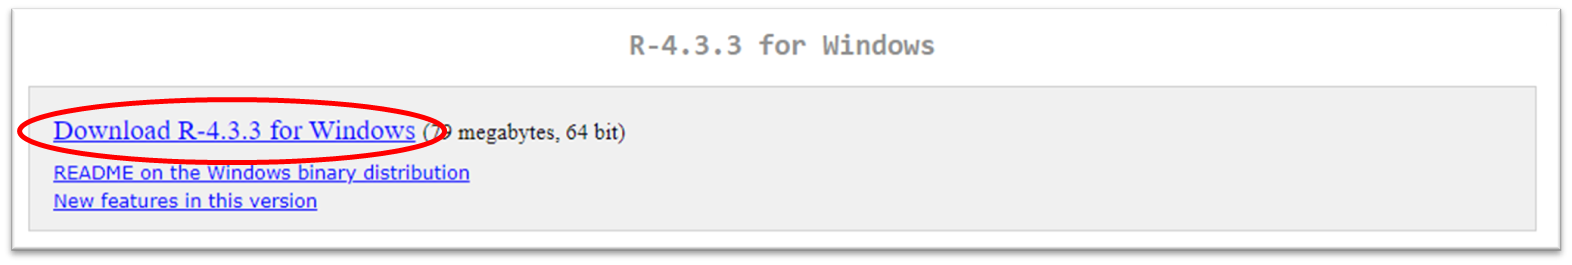 R-4.3.3 for Windows
Download R-4.3.3 for Windows (79 megabytes, 64 bit)
README on the Windows binary distribution
New features in this version